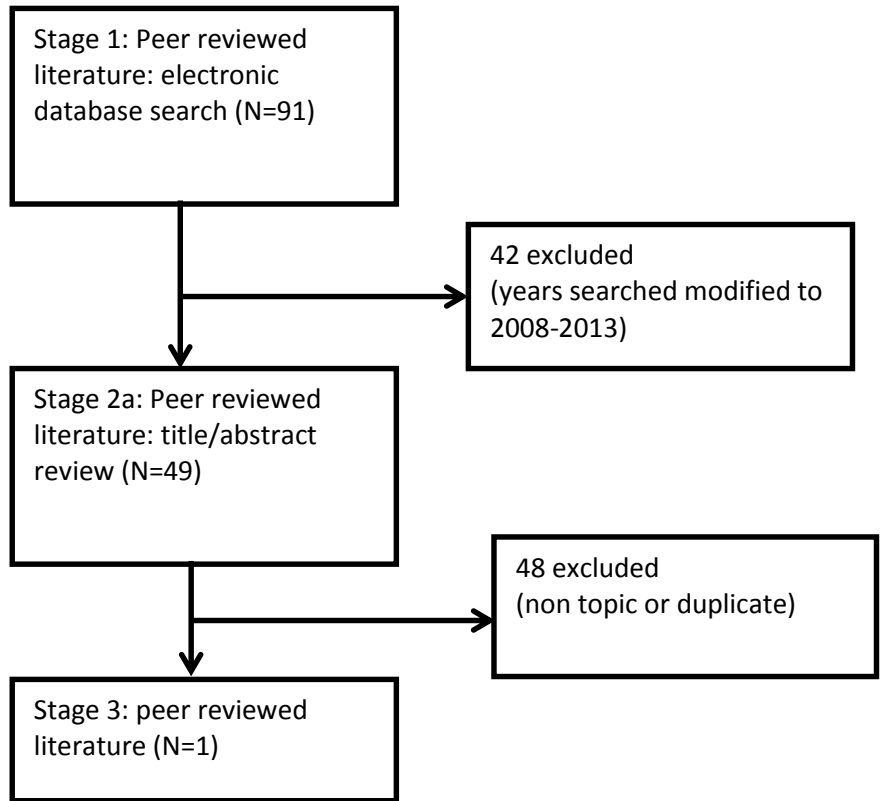 Stage 1: Peer reviewed
literature: electronic
database search (N=91)
42 excluded
(years searched modified to
2008-2013)
Stage 2a: Peer reviewed
literature: title/abstract
review (N=49)
48 excluded
(non topic or duplicate)
Stage 3: peer reviewed
literature (N=1)